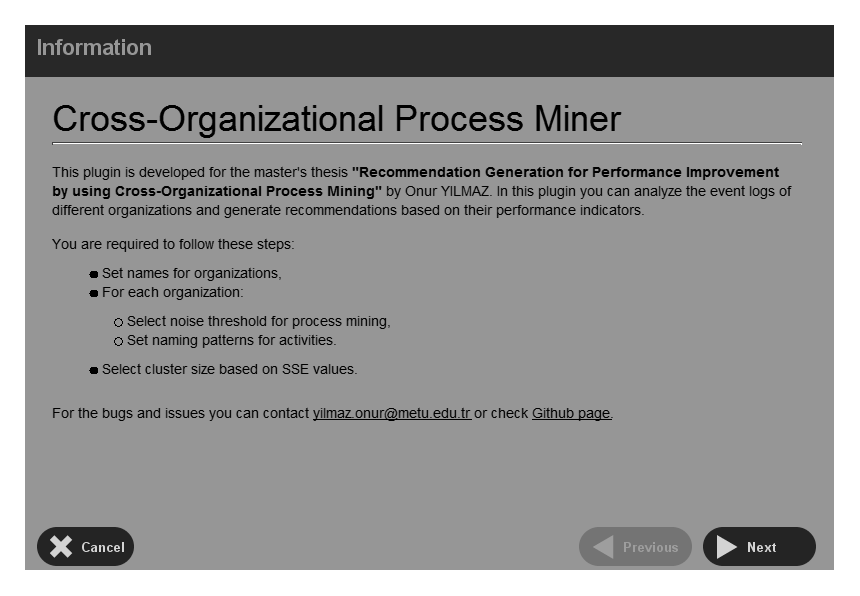 Information
Cross-Organizational Process Miner
This plugin is developed for the master's thesis "Recommendation Generation for Performance Improvement
by using Cross-Organizational Process Mining" by Onur YILMAZ. In this plugin you can analyze the event logs of
different organizations and generate recommendations based on their performance indicators.
You are required to follow these steps:
Set names for organizations,
For each organization:
Select noise threshold for process mining,
Set naming patterns for activities.
Select cluster size based on SSE values.
For the bugs and issues you can contact yilmaz.onur@metu.edu.tr or check Github page.
Cancel
Previous
Next